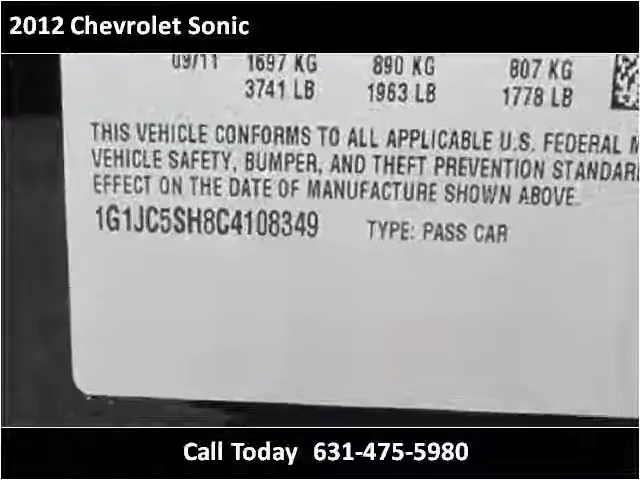 2012 Chevrolet Sonic
09/11 1697 KG 890 KG 807 KG
3741 LB 1963 LB 1778 LB
THIS VEHICLE CONFORMS TO ALL APPLICABLE U.S. FEDERAL M
VEHICLE SAFETY, BUMPER, AND THEFT PREVENTION STANDAR
EFFECT ON THE DATE OF MANUFACTURE SHOWN ABOVE.
1G1JC5SH8C4108349 TYPE: PASS CAR
Call Today 631-475-5980